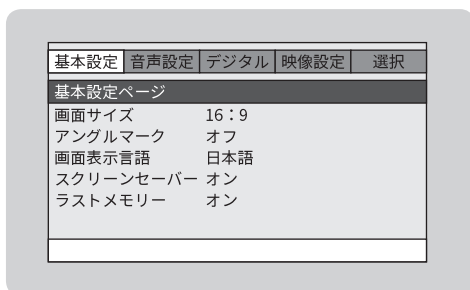 基本設定 音声設定 デジタル 映像設定 選択
基本設定ページ
画面サイズ 16：9
アングルマーク オフ
画面表示言語 日本語
スクリーンセーバー オン
ラストメモリー オン